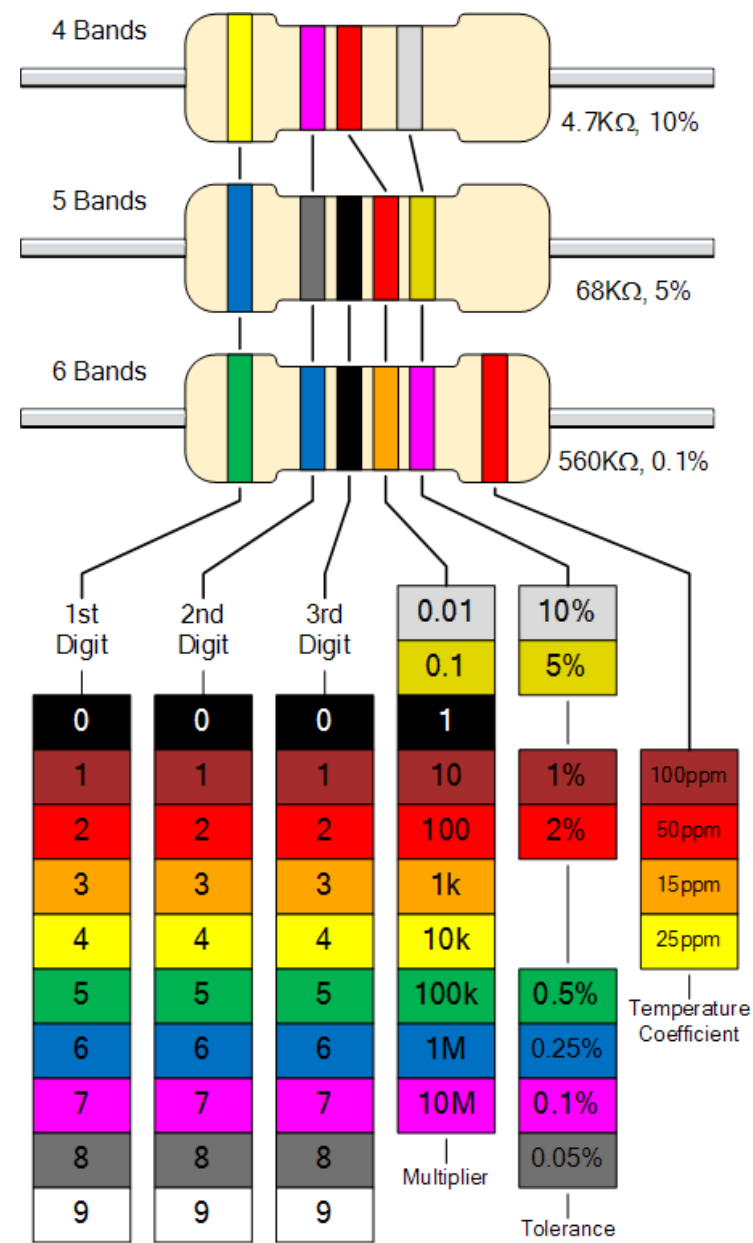 4 Bands
4.7KΩ, 10%
5 Bands
68KΩ, 5%
6 Bands
560KΩ, 0.1%
1st
Digit
2nd
Digit
3rd
Digit
0.01 10%
0.1 5%
0 0 0 1
1 1 1 10 1% 100ppm
2 2 2 100 2% 50ppm
3 3 3 1k 15ppm
4 4 4 10k 25ppm
5 5 5 100k 0.5%
6 6 6 1M 0.25%
7 7 7 10M 0.1%
8 8 8 0.05%
9 9 9
Temperature
Coefficient
Multiplier
Tolerance